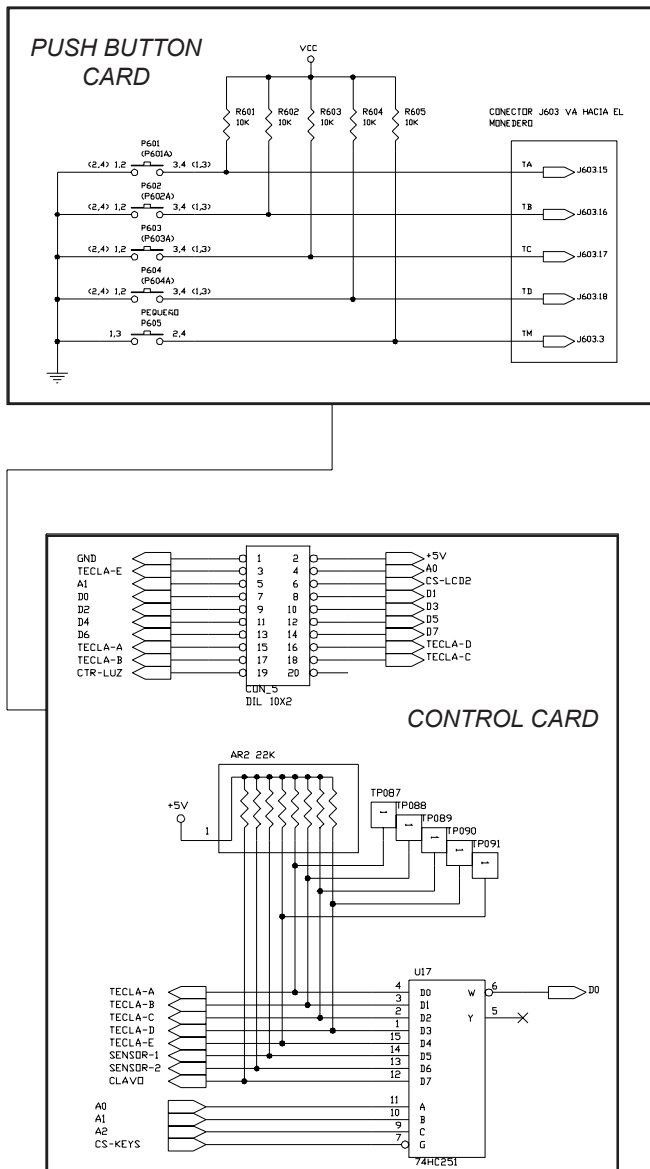 PUSH BUTTON
CARD
VCC
R601
10K
R602
10K
R603
10K
R604
10K
R605
10K
CONECTOR J603 VA HACIA EL
MONEDERO
P601
(P601A)
(2,4) 1,2
3,4 (1,3)
TA
J603.15
P602
(P602A)
(2,4) 1,2
3,4 (1,3)
TB
J603.16
P603
(P603A)
(2,4) 1,2
3,4 (1,3)
TC
J603.17
P604
(P604A)
(2,4) 1,2
3,4 (1,3)
TD
J603.18
PEQUEÑO
P605
1,3
2,4
TM
J603.3
GND 1 2 +5V
TECLA-E 3 4 A0
A1 5 6 CS-LCD2
D0 7 8 D1
D2 9 10 D3
D4 11 12 D5
D6 13 14 D7
TECLA-A 15 16 TECLA-D
TECLA-B 17 18 TECLA-C
CTR-LUZ 19 20
CON_5
DIL 10X2
CONTROL CARD
AR2 22K
+5V
1
TP087
TP088
TP089
TP090
TP091
1
1
1
1
1
U17
TECLA-A 4 D0 W 6 D0
TECLA-B 3 D1
TECLA-C 2 D2 Y 5
TECLA-D 1 D3
TECLA-E 15 D4
SENSOR-1 14 D5
SENSOR-2 13 D6
CLAVO 12 D7
A0 11 A
A1 10 B
A2 9 C
CS-KEYS 7 G
74HC251